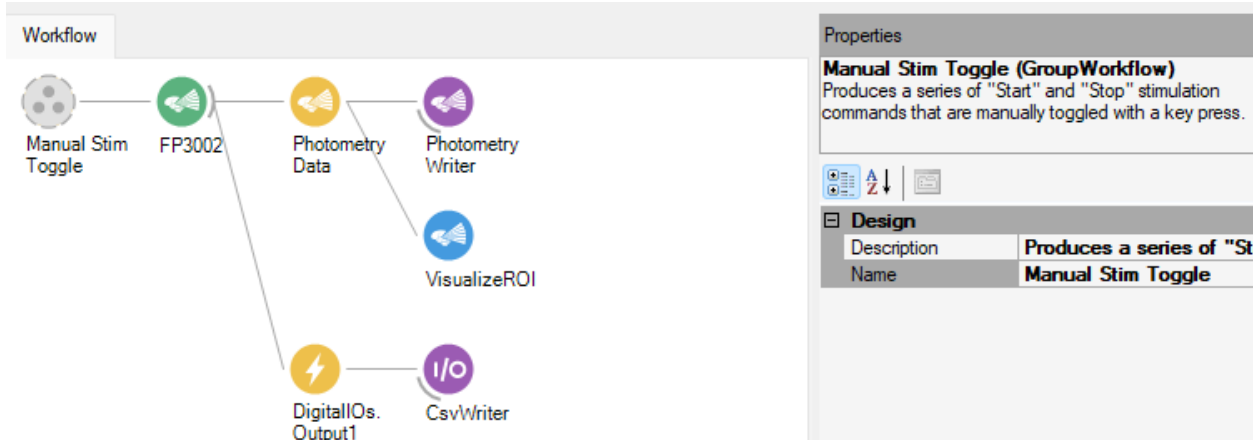 Workflow
Manual Stim
Toggle
FP3002
Photometry
Data
Photometry
Writer
VisualizeROI
DigitalIOs.
Output1
I/O
CsvWriter
Properties
Manual Stim Toggle (GroupWorkflow)
Produces a series of "Start" and "Stop" stimulation
commands that are manually toggled with a key press.
A
Z
Design
Description Produces a series of "St
Name Manual Stim Toggle